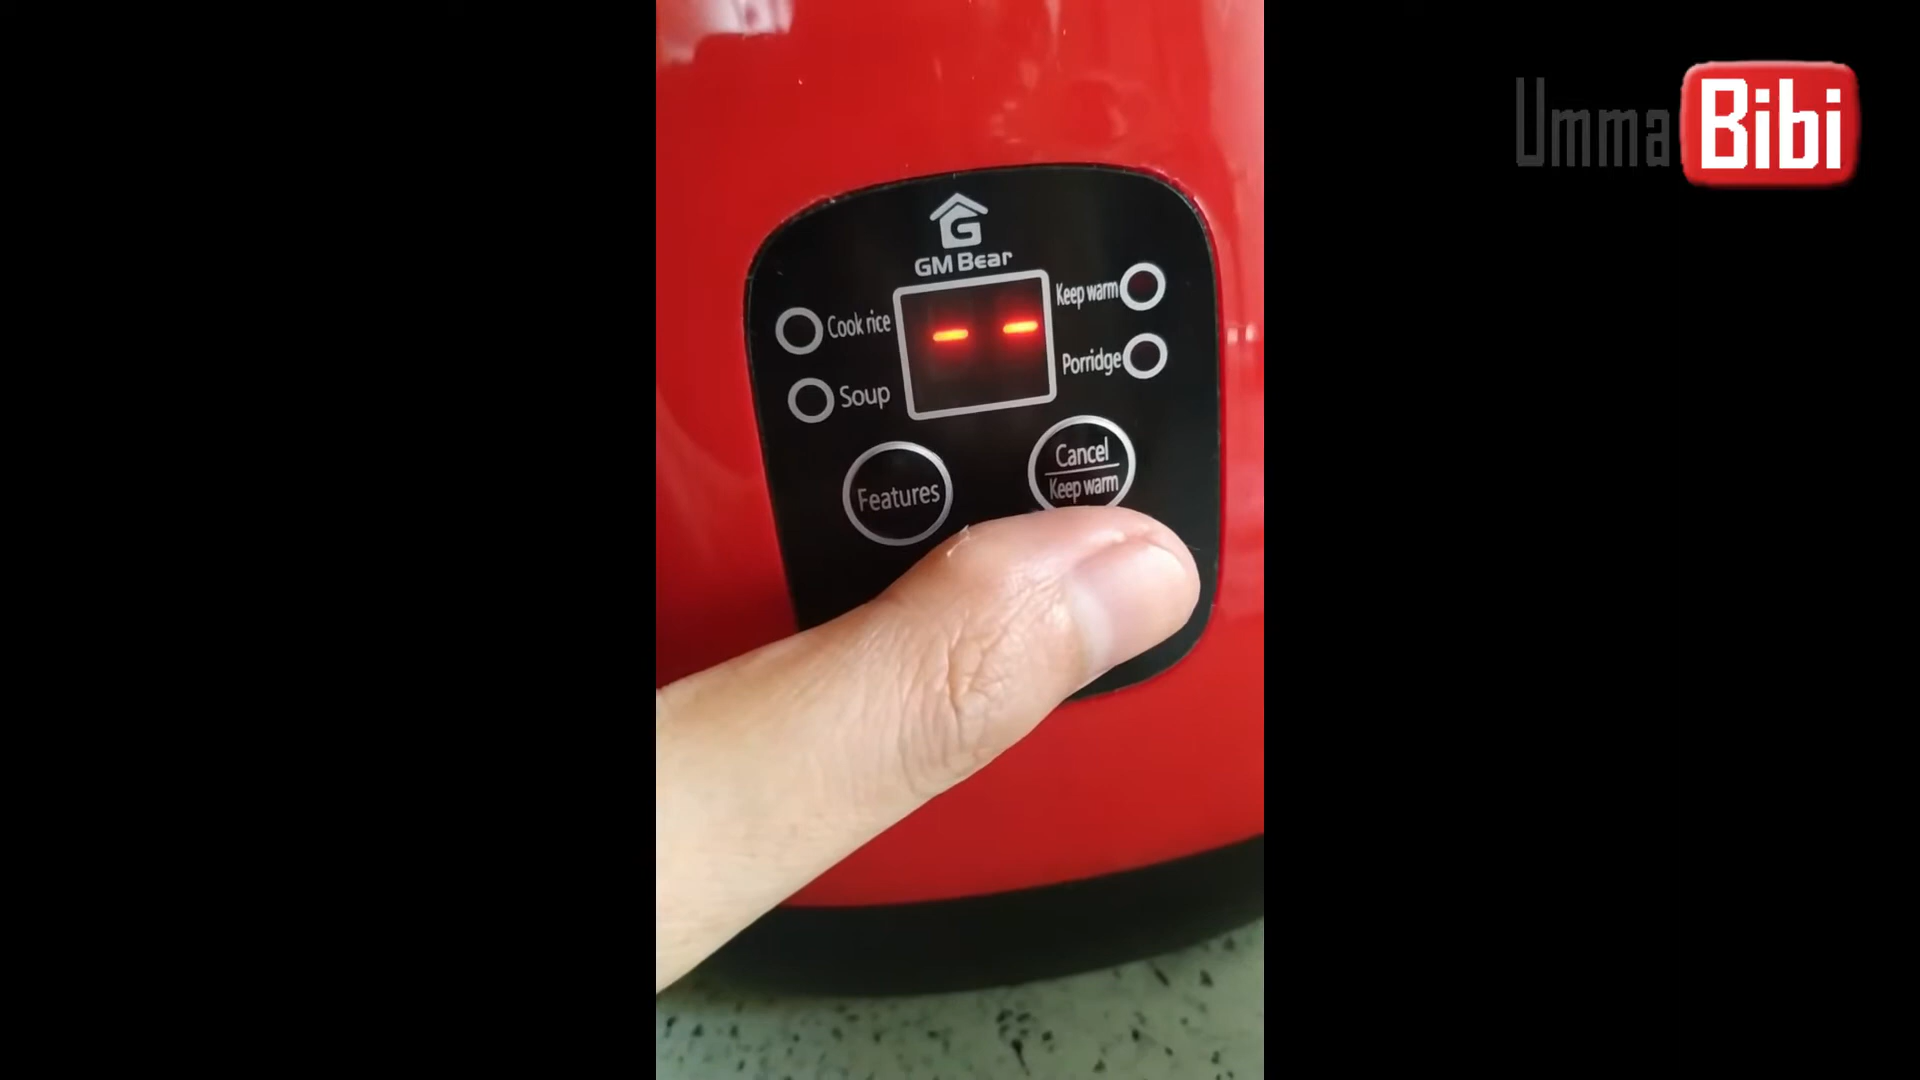 Umma Bibi
G
GM Bear
Keep warm
Cook rice
Porridge
Soup
Cancel
Keep warm
Features